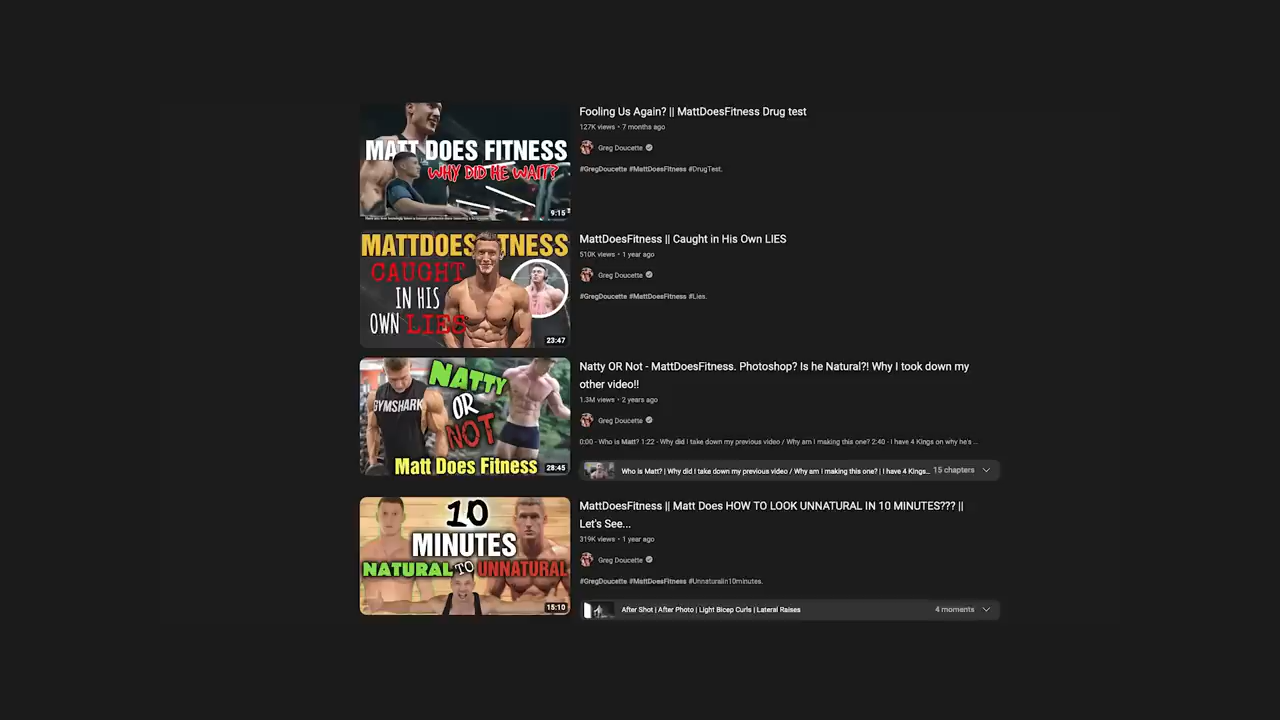 MATT DOES FITNESS
WHY DID HE WAIT?
9:15
Fooling Us Again? || MattDoesFitness Drug test
127K views • 7 months ago
Greg Doucette
#GregDoucette #MattDoesFitness #DrugTest.
MATTDOESFITNESS
CAUGHT
IN HIS
OWN LIES
23:47
MattDoesFitness || Caught in His Own LIES
510K views • 1 year ago
Greg Doucette
#GregDoucette #MattDoesFitness #Lies.
GYMSHARK
NATTY
OR
NOT
Matt Does Fitness
28:45
Natty OR Not - MattDoesFitness. Photoshop? Is he Natural?! Why I took down my
other video!!
1.3M views • 2 years ago
Greg Doucette
0:00 - Who is Matt? 1:22 - Why did I take down my previous video / Why am I making this one? 2:40 - I have 4 Kings on why he's ...
Who is Matt? | Why did I take down my previous video / Why am I making this one? | I have 4 Kings... 15 chapters
10
MINUTES
NATURAL TO UNNATURAL
15:10
MattDoesFitness || Matt Does HOW TO LOOK UNNATURAL IN 10 MINUTES??? ||
Let's See...
319K views • 1 year ago
Greg Doucette
#GregDoucette #MattDoesFitness #Unnaturalin10minutes.
After Shot | After Photo | Light Bicep Curls | Lateral Raises 4 moments